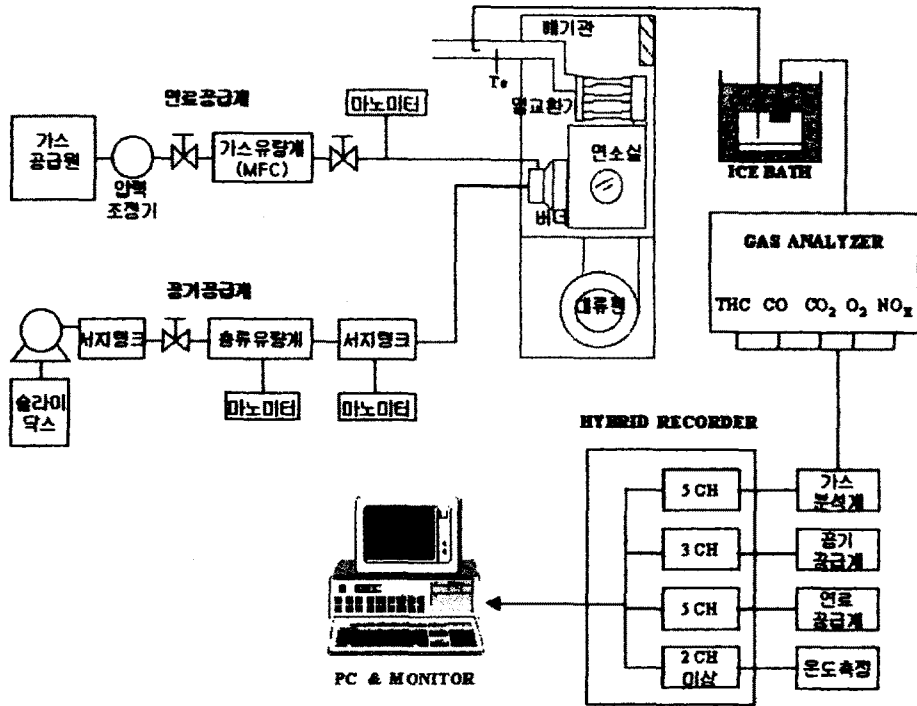 배기관
Te
열교환기
연소실
버너
대류팬
연료공급계
마노미터
가스
공급원
압력
조정기
가스유량계
(MFC)
공기공급계
서지탱크
층류유량계
서지탱크
슬라이
닥스
마노미터
마노미터
ICE BATH
GAS ANALYZER
THC CO CO₂ O₂ NOₓ
HYBRID RECORDER
5 CH
가스
분석계
3 CH
공기
공급계
5 CH
연료
공급계
2 CH
이상
온도측정
PC & MONITOR